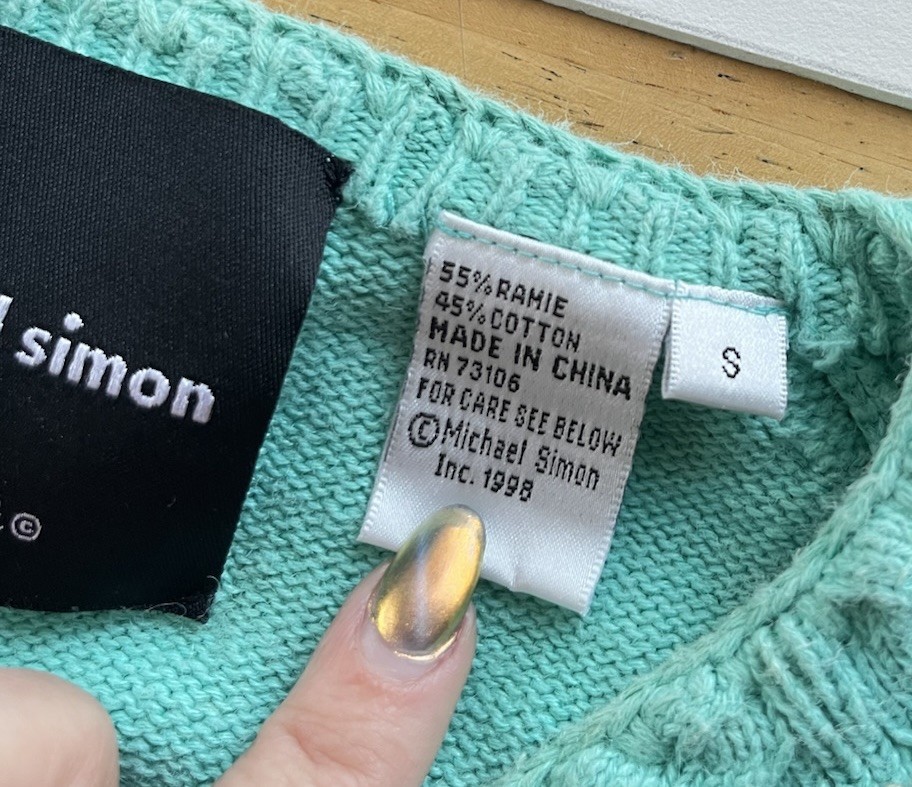 simon
©
55% RAMIE
45% COTTON
MADE IN CHINA
RN 73106
FOR CARE SEE BELOW
©Michael Simon
Inc. 1998
S